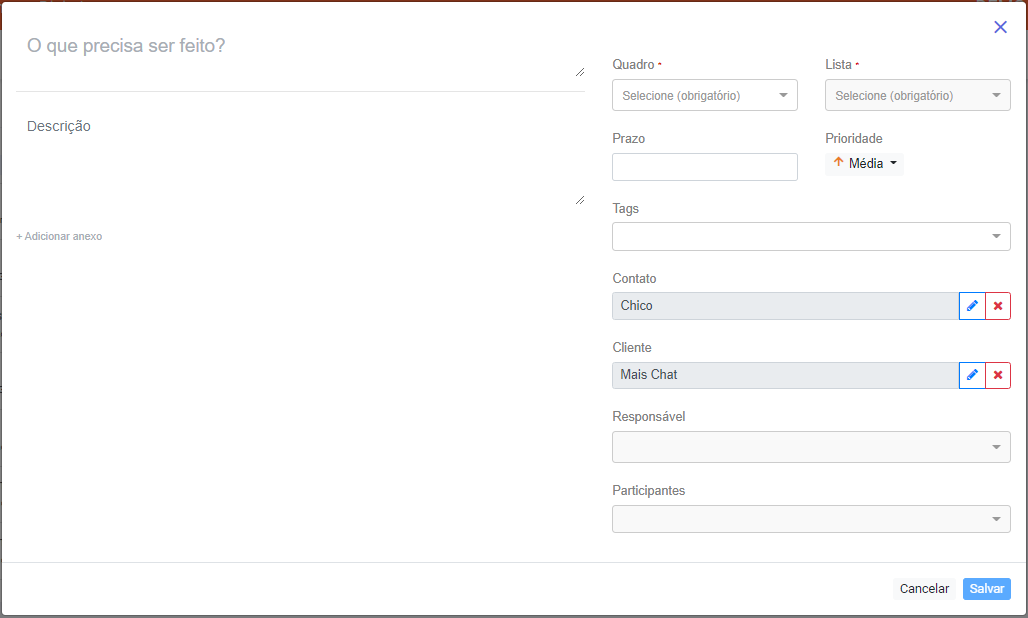 O que precisa ser feito?
Descrição
+ Adicionar anexo
Quadro *
Lista *
Selecione (obrigatório)
Selecione (obrigatório)
Prazo
Prioridade
Média
Tags
Contato
Chico
Cliente
Mais Chat
Responsável
Participantes
Cancelar
Salvar